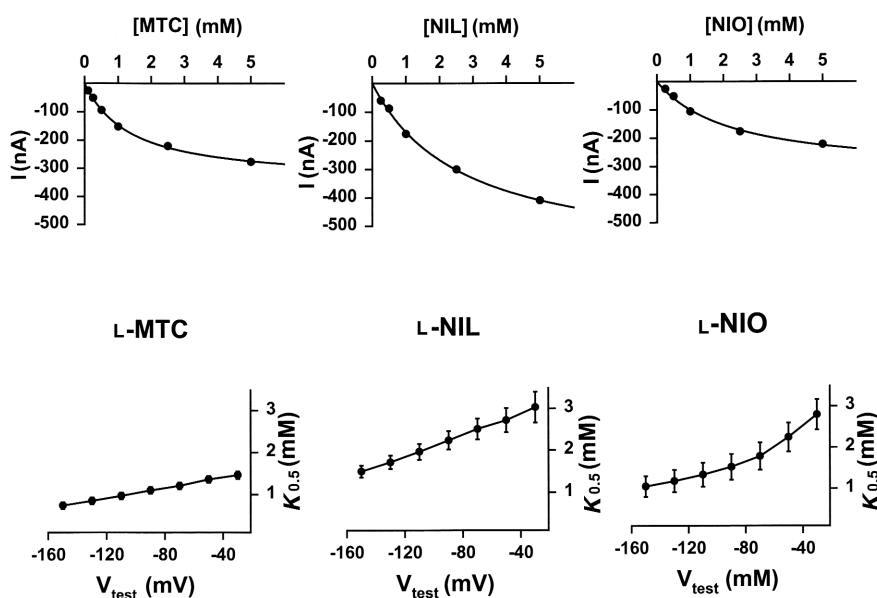 [MTC] (mM)
0 1 2 3 4 5
-100
-200
-300
-400
-500
I (nA)
[NIL] (mM)
0 1 2 3 4 5
-100
-200
-300
-400
-500
I (nA)
[NIO] (mM)
0 1 2 3 4 5
-100
-200
-300
-400
-500
I (nA)
L-MTC
3
2
1
K0.5 (mM)
-160 -120 -80 -40
Vtest (mV)
L-NIL
3
2
1
K0.5 (mM)
-160 -120 -80 -40
Vtest (mV)
L-NIO
3
2
1
K0.5 (mM)
-160 -120 -80 -40
Vtest (mM)